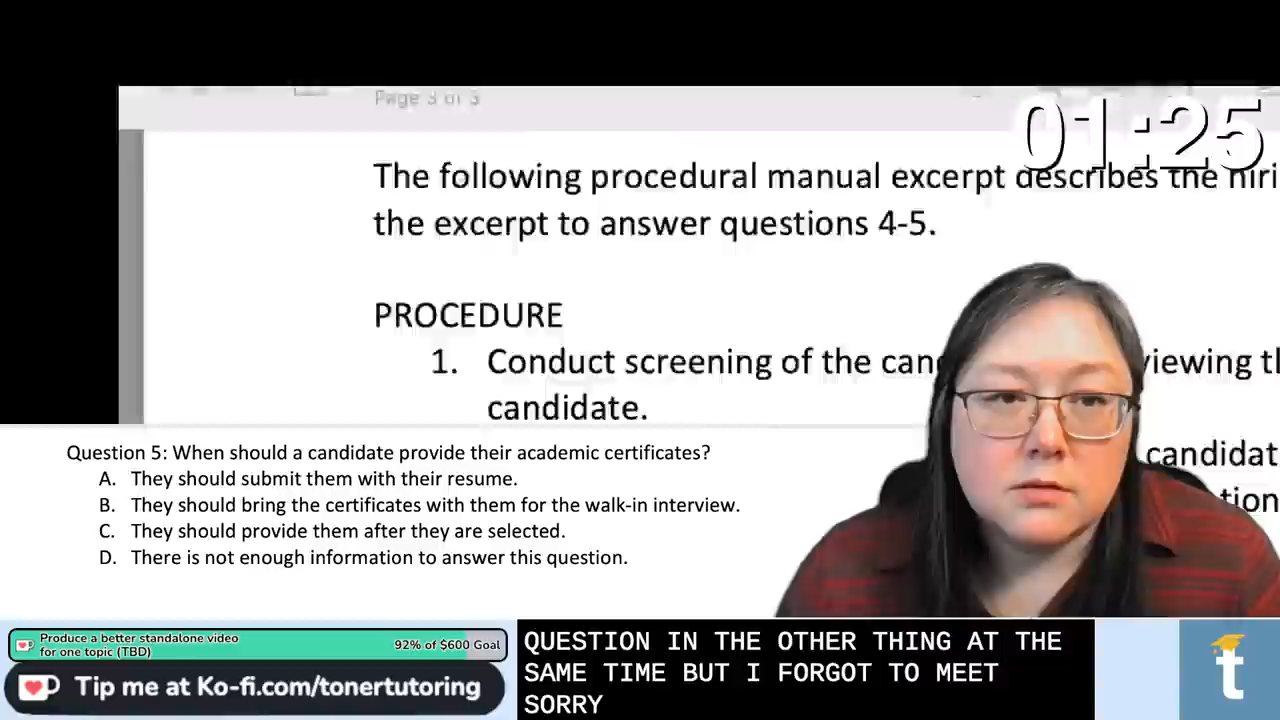 Page 3 of 3
01:25
The following procedural manual excerpt describes the hiri
the excerpt to answer questions 4-5.
PROCEDURE
1. Conduct screening of the can viewing th
candidate.
candidat
tion
Question 5: When should a candidate provide their academic certificates?
A. They should submit them with their resume.
B. They should bring the certificates with them for the walk-in interview.
C. They should provide them after they are selected.
D. There is not enough information to answer this question.
Produce a better standalone video
for one topic (TBD)
92% of $600 Goal
Tip me at Ko-fi.com/tonertutoring
QUESTION IN THE OTHER THING AT THE
SAME TIME BUT I FORGOT TO MEET
SORRY
t